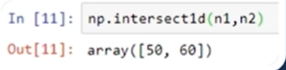 In [11]: np.intersect1d(n1,n2)
Out[11]: array([50, 60])